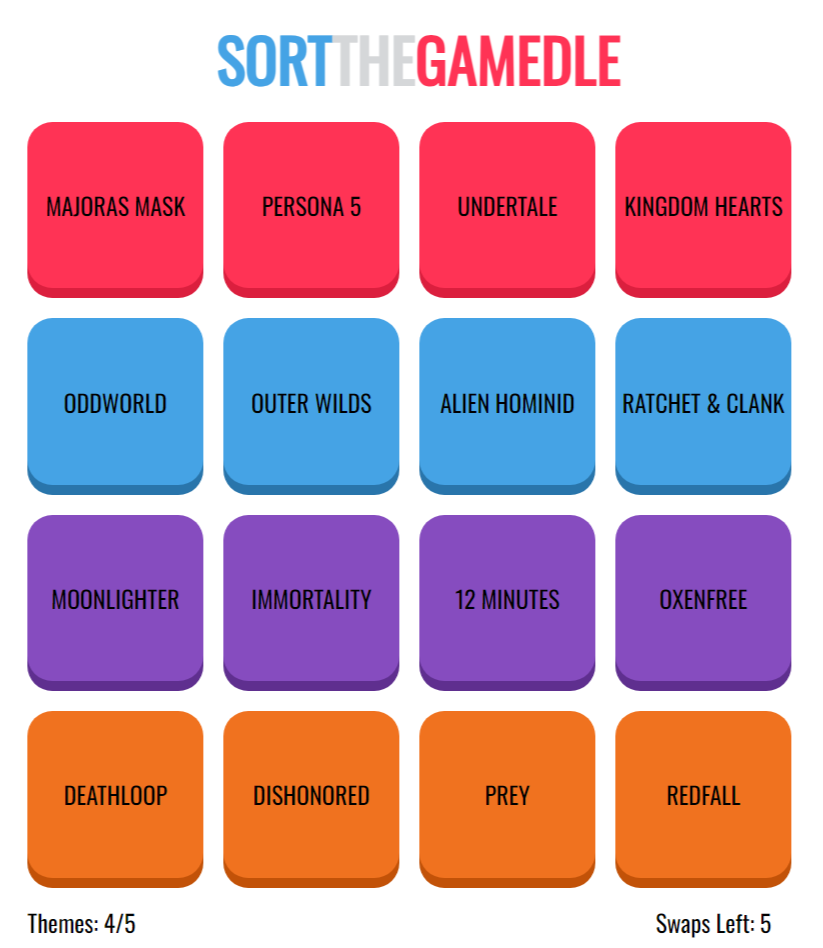 SORTTHEGAMEDLE
MAJORAS MASK PERSONA 5 UNDERTALE KINGDOM HEARTS
ODDWORLD OUTER WILDS ALIEN HOMINID RATCHET & CLANK
MOONLIGHTER IMMORTALITY 12 MINUTES OXENFREE
DEATHLOOP DISHONORED PREY REDFALL
Themes: 4/5 Swaps Left: 5